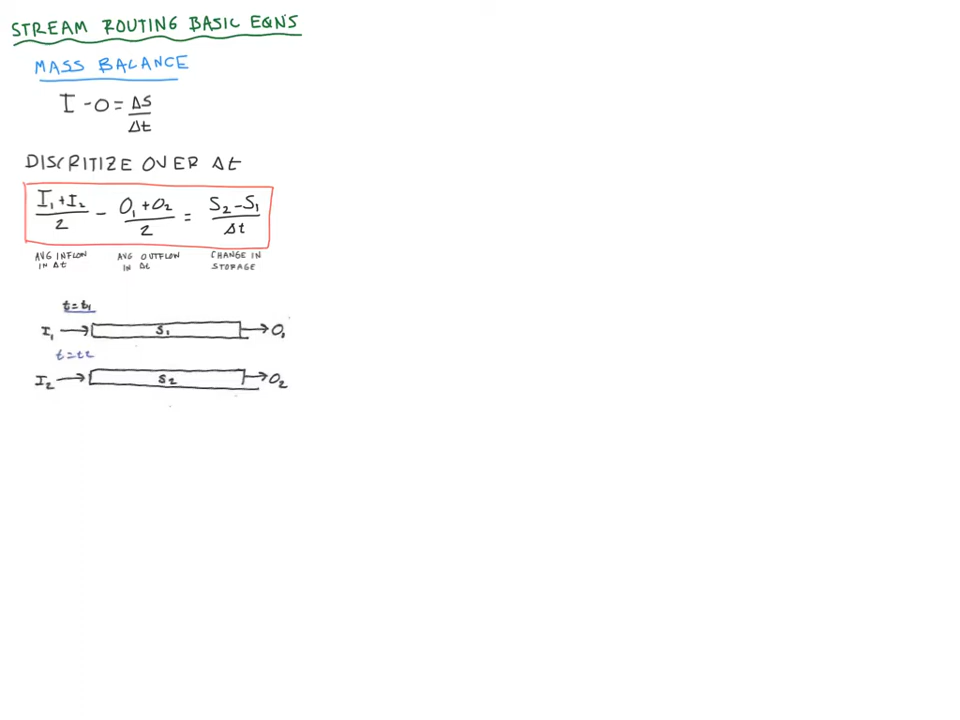 STREAM ROUTING BASIC EQN'S
MASS BALANCE
I - O = ΔS/Δt
DISCRITIZE OVER Δt
(I₁ + I₂)/2 - (O₁ + O₂)/2 = (S₂ - S₁)/Δt
AVG INFLOW IN Δt
AVG OUTFLOW IN Δt
CHANGE IN STORAGE
t = t₁
I₁ → S₁ → O₁
t = t2
I₂ → S₂ → O₂